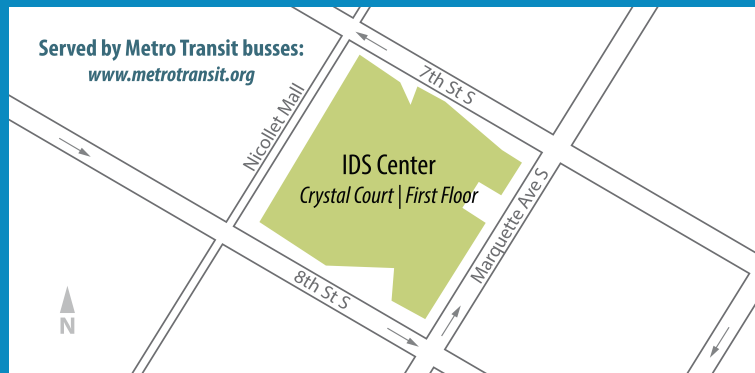 Served by Metro Transit busses:
www.metrotransit.org
7th St S
Nicollet Mall
IDS Center
Crystal Court | First Floor
Marquette Ave S
8th St S
N